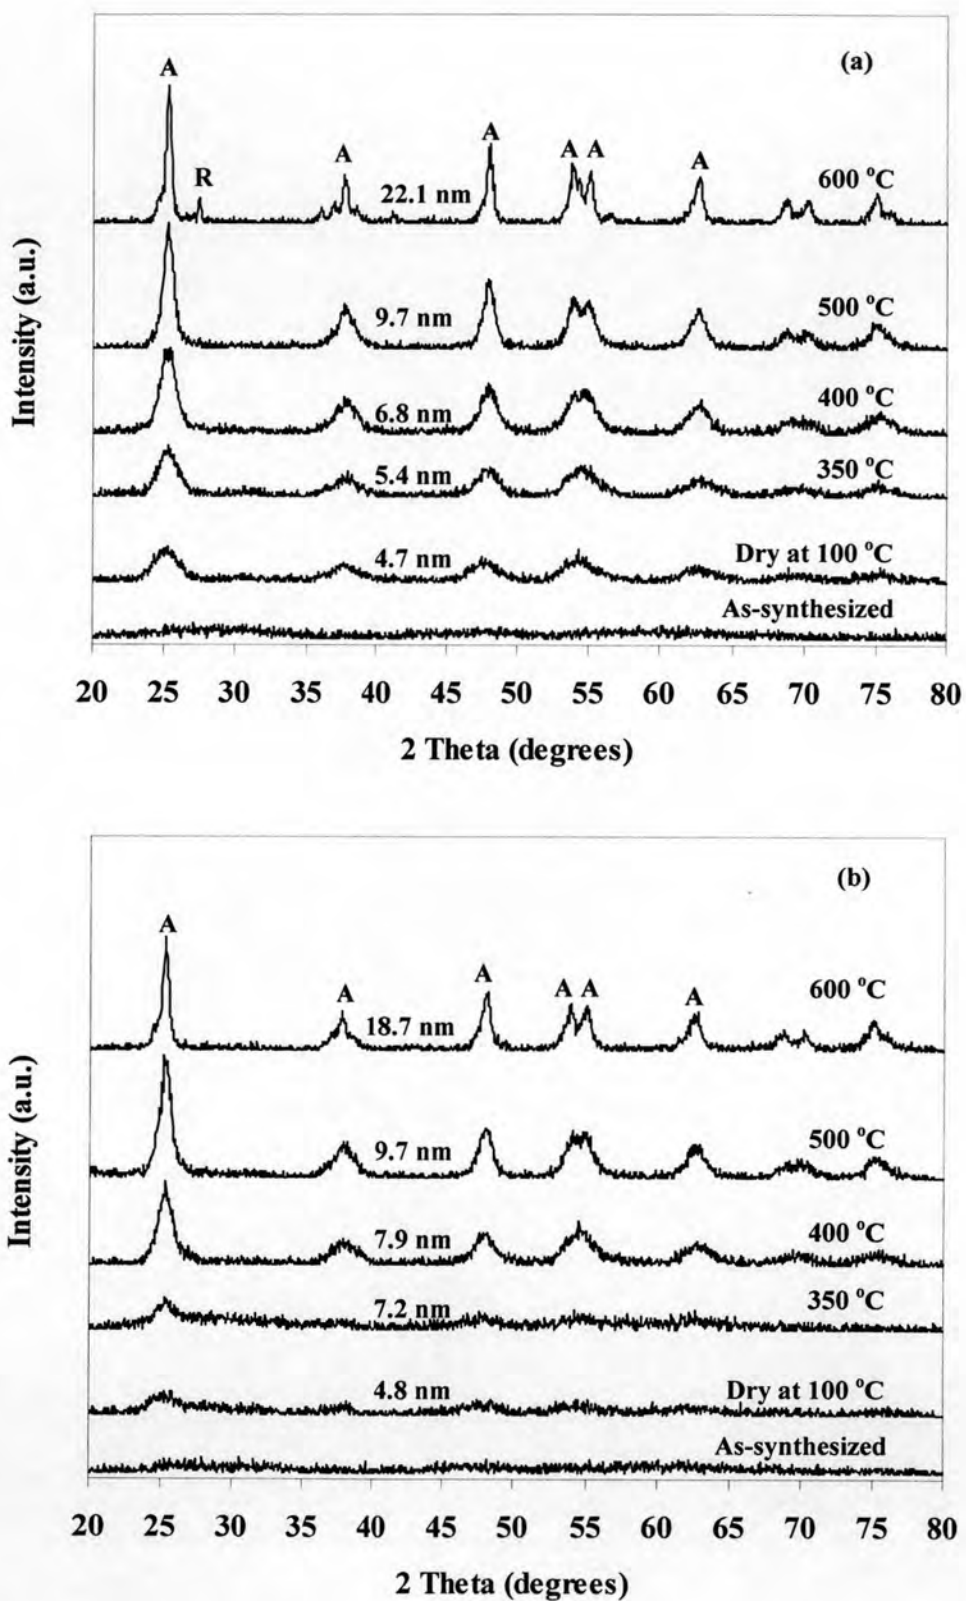 (a)
A
A
A A
A
A
R
22.1 nm
600 °C
9.7 nm
500 °C
6.8 nm
400 °C
5.4 nm
350 °C
4.7 nm
Dry at 100 °C
As-synthesized
Intensity (a.u.)
20 25 30 35 40 45 50 55 60 65 70 75 80
2 Theta (degrees)
(b)
A
A
A
A A
A
18.7 nm
600 °C
9.7 nm
500 °C
7.9 nm
400 °C
7.2 nm
350 °C
4.8 nm
Dry at 100 °C
As-synthesized
Intensity (a.u.)
20 25 30 35 40 45 50 55 60 65 70 75 80
2 Theta (degrees)